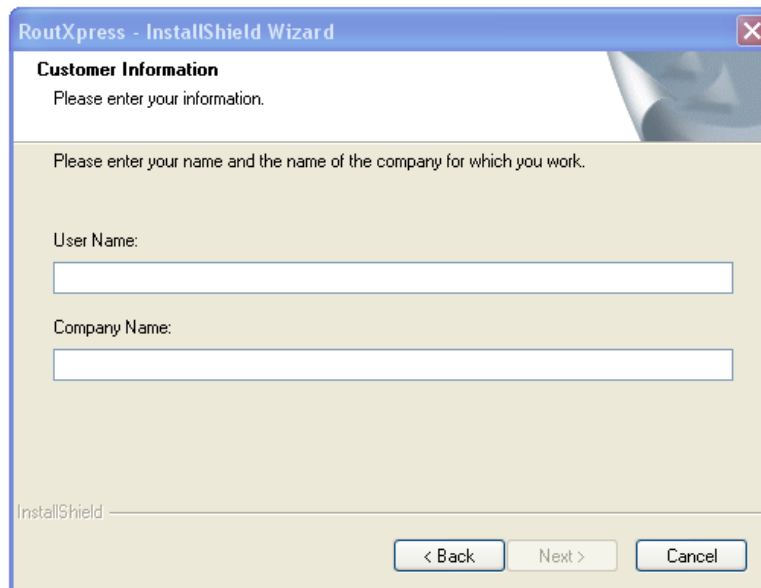 RoutXpress - InstallShield Wizard
Customer Information
Please enter your information.
Please enter your name and the name of the company for which you work.
User Name:
Company Name:
InstallShield
< Back Next > Cancel